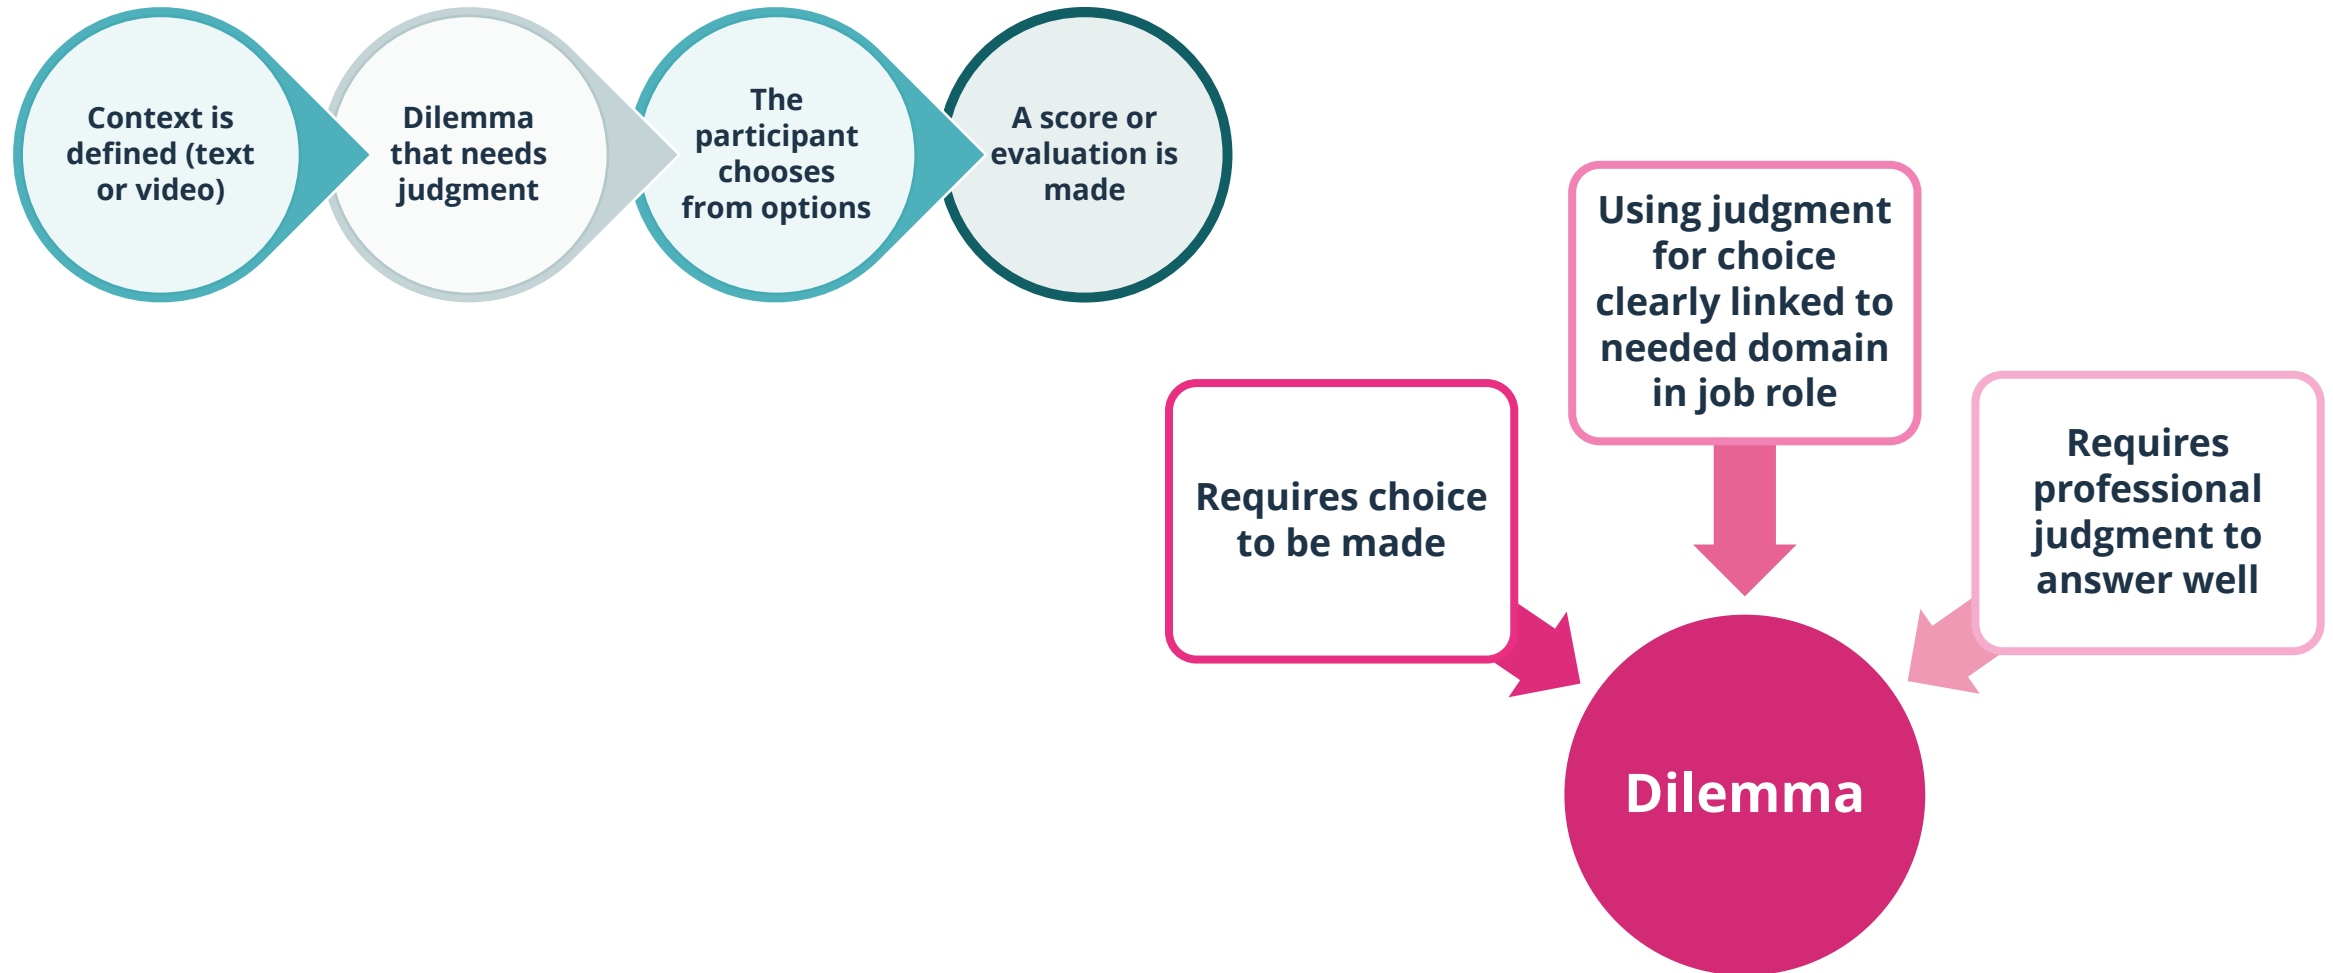 Context is
defined (text
or video)
Dilemma
that needs
judgment
The
participant
chooses
from options
A score or
evaluation is
made
Requires choice
to be made
Using judgment
for choice
clearly linked to
needed domain
in job role
Requires
professional
judgment to
answer well
Dilemma